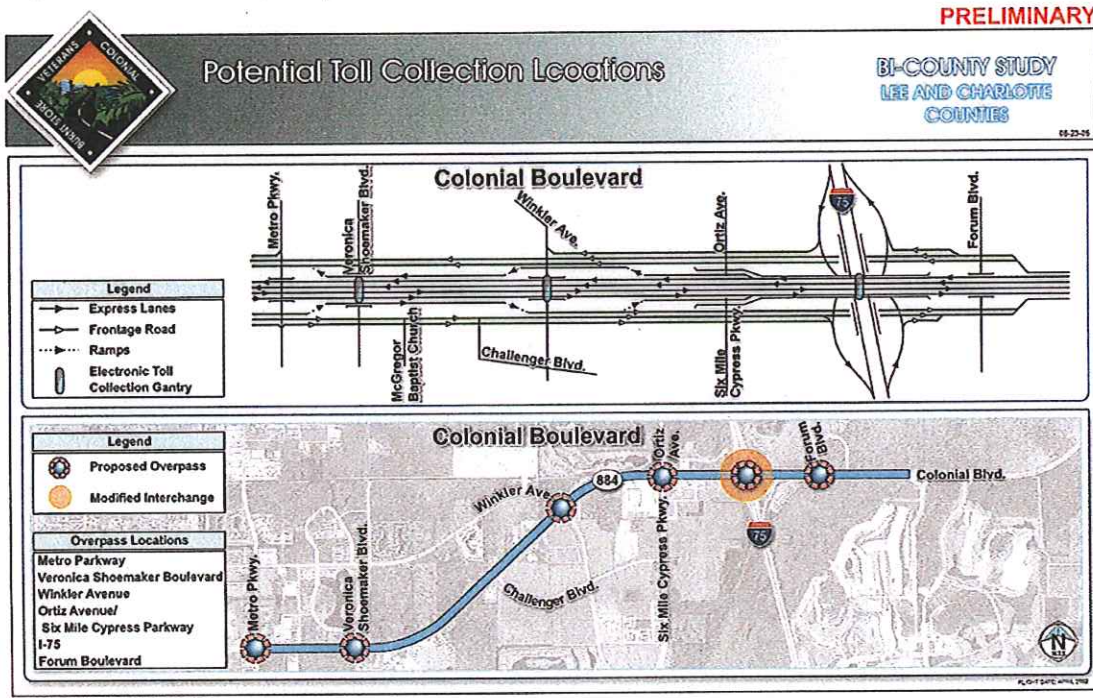 PRELIMINARY
VETERANS
COLONIAL
BURNT STORE
Potential Toll Collection Lcoations
BI-COUNTY STUDY
LEE AND CHARLOTTE
COUNTIES
Colonial Boulevard
Metro Pkwy.
Veronica
Shoemaker Blvd.
Winkler Ave.
Ortiz Ave.
75
Forum Blvd.
McGregor
Baptist Church
Challenger Blvd.
Six Mile
Cypress Pkwy.
Legend
Express Lanes
Frontage Road
Ramps
Electronic Toll
Collection Gantry
Colonial Boulevard
Legend
Proposed Overpass
Modified Interchange
Overpass Locations
Metro Parkway
Veronica Shoemaker Boulevard
Winkler Avenue
Ortiz Avenue/
Six Mile Cypress Parkway
I-75
Forum Boulevard
Metro Pkwy.
Veronica
Shoemaker Blvd.
Winkler Ave.
884
Ortiz
Ave.
Forum
Blvd.
Colonial Blvd.
75
Challenger Blvd.
Six Mile Cypress Pkwy.
N